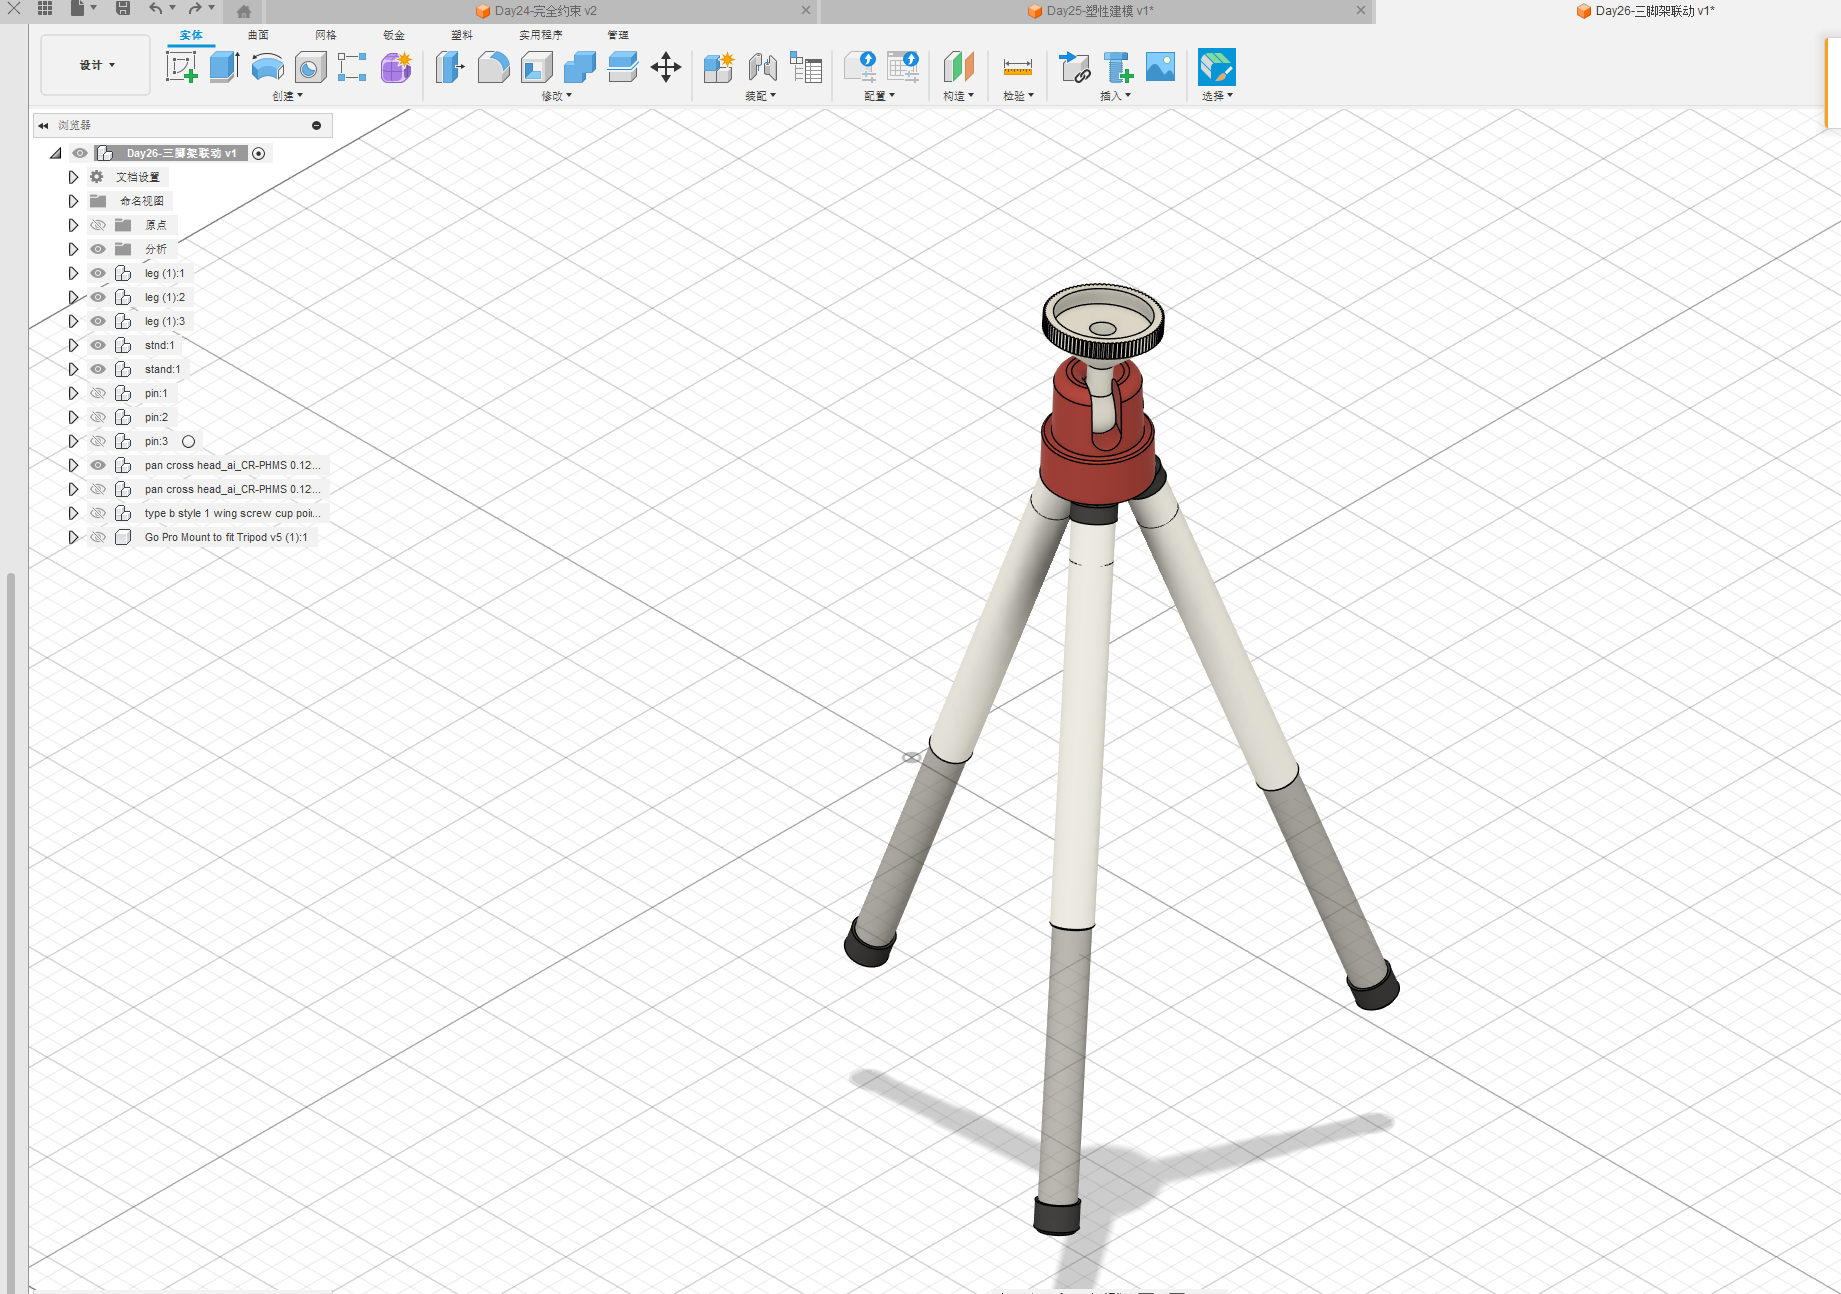 Day24-完全约束 v2
Day25-塑性建模 v1*
Day26-三脚架联动 v1*
实体 曲面 网格 钣金 塑料 实用程序 管理
设计
创建 修改 装配 配置 构造 检验 插入 选择
浏览器
Day26-三脚架联动 v1
文档设置
命名视图
原点
分析
leg (1):1
leg (1):2
leg (1):3
stnd:1
stand:1
pin:1
pin:2
pin:3
pan cross head_ai_CR-PHMS 0.12...
pan cross head_ai_CR-PHMS 0.12...
type b style 1 wing screw cup poi...
Go Pro Mount to fit Tripod v5 (1):1